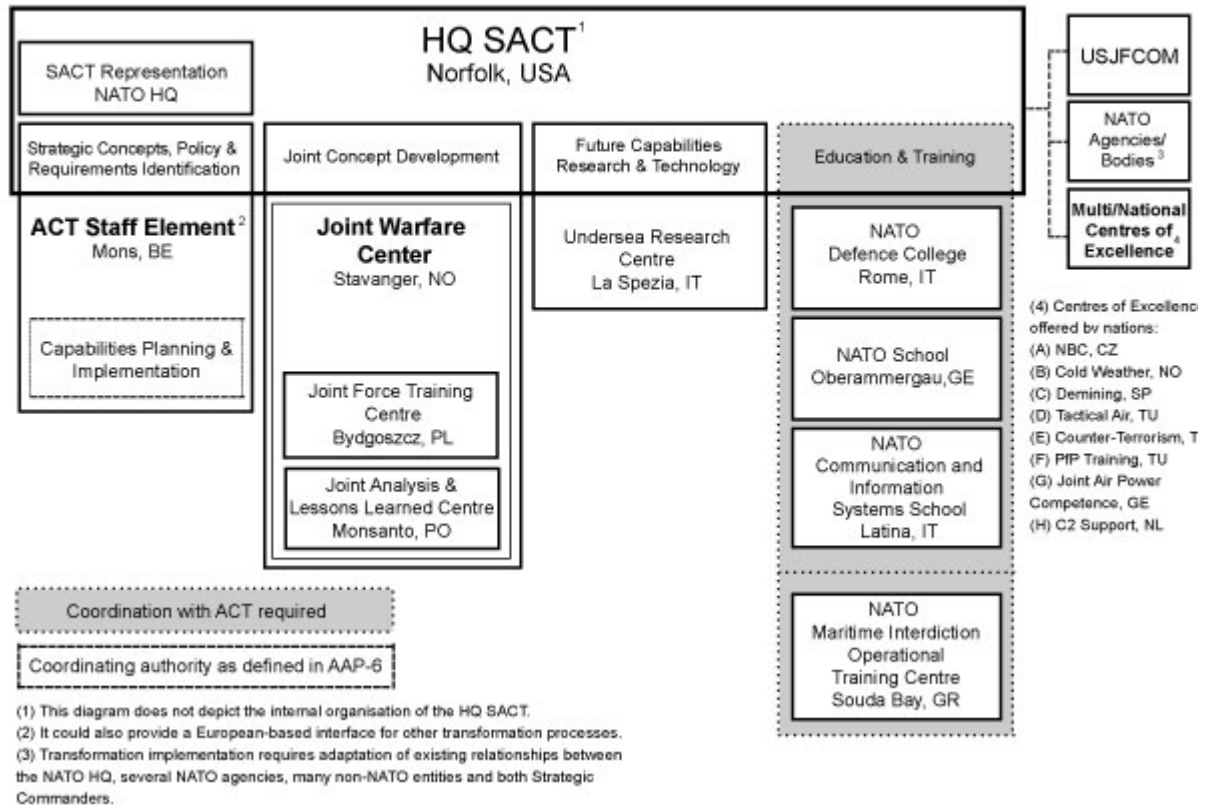 HQ SACT1
Norfolk, USA
SACT Representation
NATO HQ
Strategic Concepts, Policy &
Requirements Identification
Joint Concept Development
Future Capabilities
Research & Technology
Education & Training
USJFCOM
NATO
Agencies/
Bodies3
Multi/National
Centres of
Excellence4
ACT Staff Element2
Mons, BE
Capabilities Planning &
Implementation
Joint Warfare
Center
Stavanger, NO
Joint Force Training
Centre
Bydgoszcz, PL
Joint Analysis &
Lessons Learned Centre
Monsanto, PO
Undersea Research
Centre
La Spezia, IT
NATO
Defence College
Rome, IT
NATO School
Oberammergau,GE
NATO
Communication and
Information
Systems School
Latina, IT
NATO
Maritime Interdiction
Operational
Training Centre
Souda Bay, GR
(4) Centres of Excellenc
offered by nations:
(A) NBC, CZ
(B) Cold Weather, NO
(C) Demining, SP
(D) Tactical Air, TU
(E) Counter-Terrorism, T
(F) PfP Training, TU
(G) Joint Air Power
Competence, GE
(H) C2 Support, NL
Coordination with ACT required
Coordinating authority as defined in AAP-6
(1) This diagram does not depict the internal organisation of the HQ SACT.
(2) It could also provide a European-based interface for other transformation processes.
(3) Transformation implementation requires adaptation of existing relationships between
the NATO HQ, several NATO agencies, many non-NATO entities and both Strategic
Commanders.